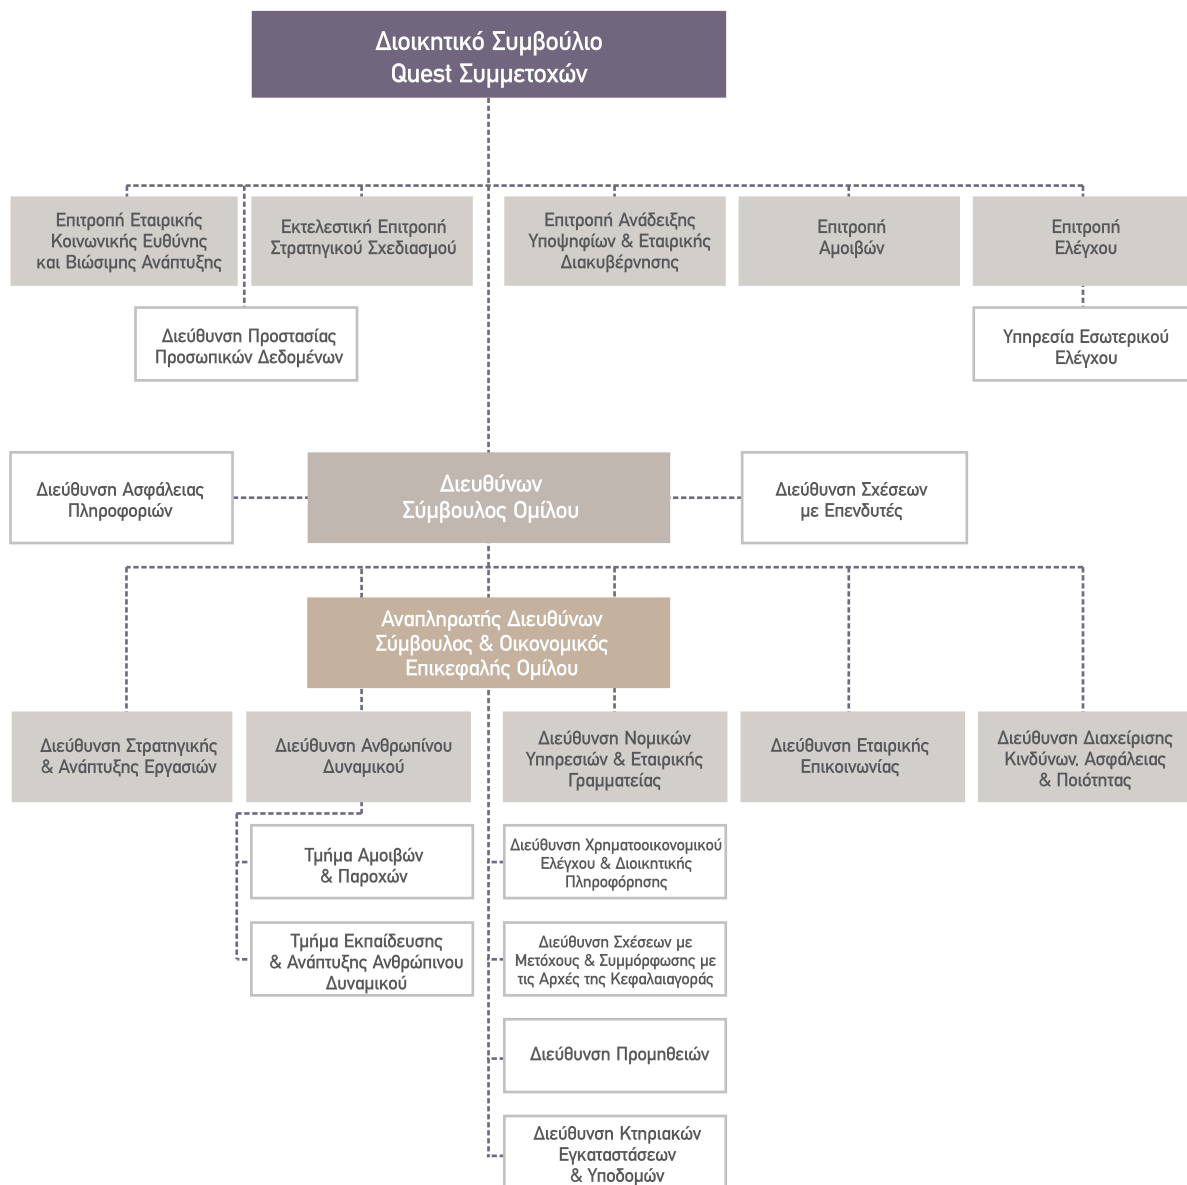 Διοικητικό Συμβούλιο
Quest Συμμετοχών
Επιτροπή Εταιρικής
Κοινωνικής Ευθύνης
και Βιώσιμης Ανάπτυξης
Εκτελεστική Επιτροπή
Στρατηγικού Σχεδιασμού
Επιτροπή Ανάδειξης
Υποψηφίων & Εταιρικής
Διακυβέρνησης
Επιτροπή
Αμοιβών
Επιτροπή
Ελέγχου
Διεύθυνση Προστασίας
Προσωπικών Δεδομένων
Υπηρεσία Εσωτερικού
Ελέγχου
Διεύθυνση Ασφάλειας
Πληροφοριών
Διευθύνων
Σύμβουλος Ομίλου
Διεύθυνση Σχέσεων
με Επενδυτές
Αναπληρωτής Διευθύνων
Σύμβουλος & Οικονομικός
Επικεφαλής Ομίλου
Διεύθυνση Στρατηγικής
& Ανάπτυξης Εργασιών
Διεύθυνση Ανθρωπίνου
Δυναμικού
Διεύθυνση Νομικών
Υπηρεσιών & Εταιρικής
Γραμματείας
Διεύθυνση Εταιρικής
Επικοινωνίας
Διεύθυνση Διαχείρισης
Κινδύνων, Ασφάλειας
& Ποιότητας
Τμήμα Αμοιβών
& Παροχών
Τμήμα Εκπαίδευσης
& Ανάπτυξης Ανθρώπινου
Δυναμικού
Διεύθυνση Χρηματοοικονομικού
Ελέγχου & Διοικητικής
Πληροφόρησης
Διεύθυνση Σχέσεων με
Μετόχους & Συμμόρφωσης με
τις Αρχές της Κεφαλαιαγοράς
Διεύθυνση Προμηθειών
Διεύθυνση Κτηριακών
Εγκαταστάσεων
& Υποδομών